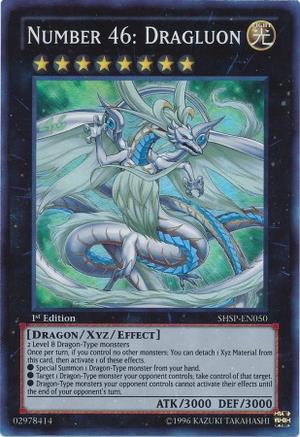 NUMBER 46: DRAGLUON
LIGHT
光
1st Edition
SHSP-EN050
[DRAGON/XYZ/EFFECT]
2 Level 8 Dragon-Type monsters
Once per turn, if you control no other monsters: You can detach 1 Xyz Material from
this card, then activate 1 of these effects.
● Special Summon 1 Dragon-Type monster from your hand.
● Target 1 Dragon-Type monster your opponent controls; take control of that target.
● Dragon-Type monsters your opponent controls cannot activate their effects until
the end of your opponent's turn.
ATK/3000 DEF/3000
02978414
©1996 KAZUKI TAKAHASHI